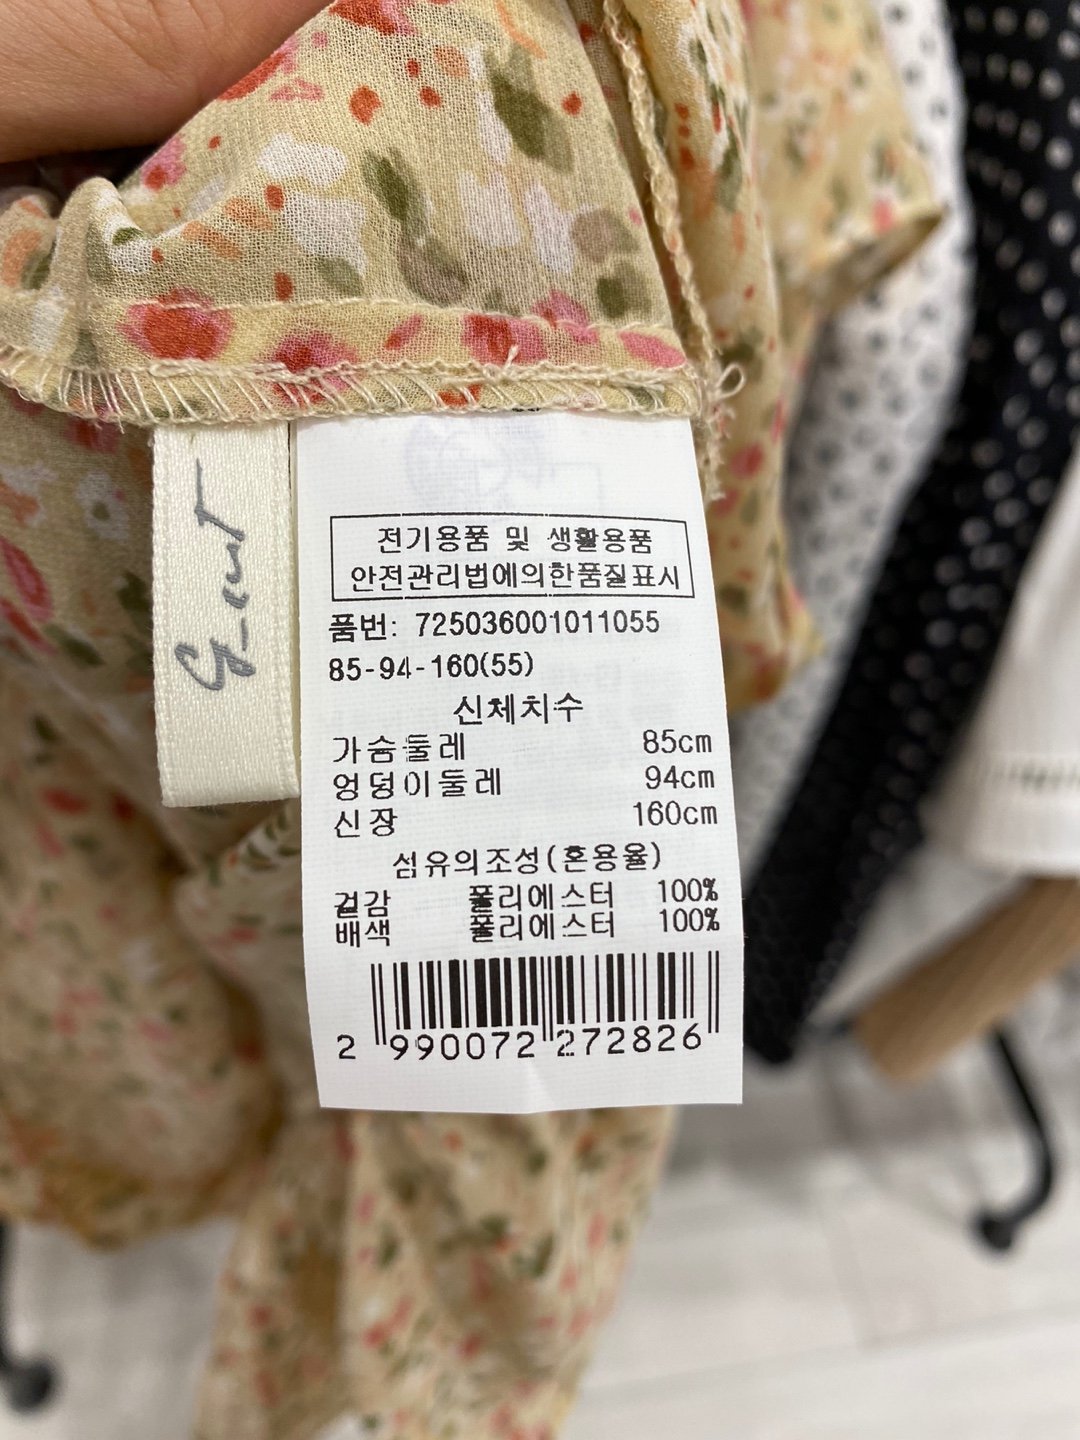 g_cut
전기용품 및 생활용품
안전관리법에의한품질표시
품번: 725036001011055
85-94-160(55)
신체치수
가슴둘레 85cm
엉덩이둘레 94cm
신장 160cm
섬유의조성(혼용율)
겉감 폴리에스터 100%
배색 폴리에스터 100%
2 990072 272826